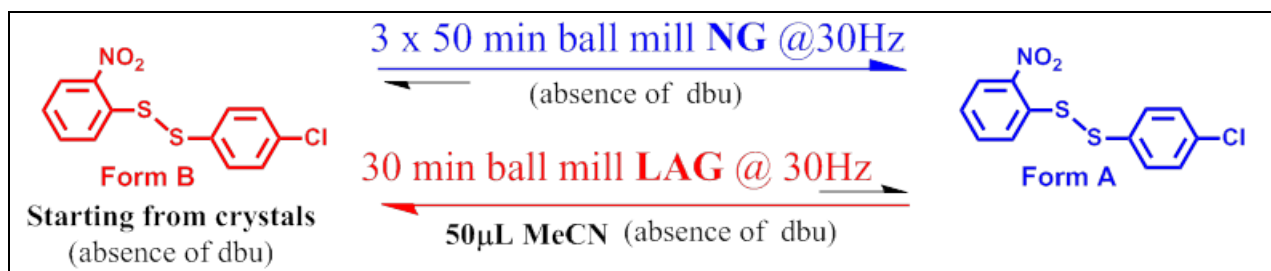 3 x 50 min ball mill NG @30Hz
(absence of dbu)
NO2
S
S
Cl
Form B
Starting from crystals
(absence of dbu)
30 min ball mill LAG @ 30Hz
50μL MeCN (absence of dbu)
NO2
S
S
Cl
Form A